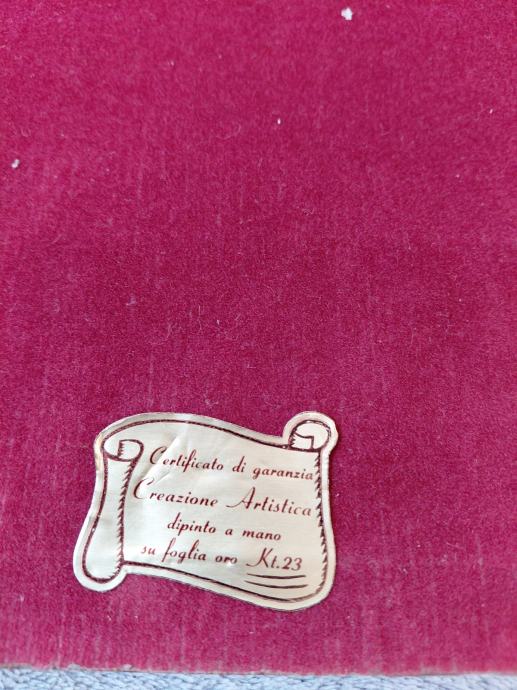 Certificato di garanzia
Creazione Artistica
dipinto a mano
su foglia oro Kt.23